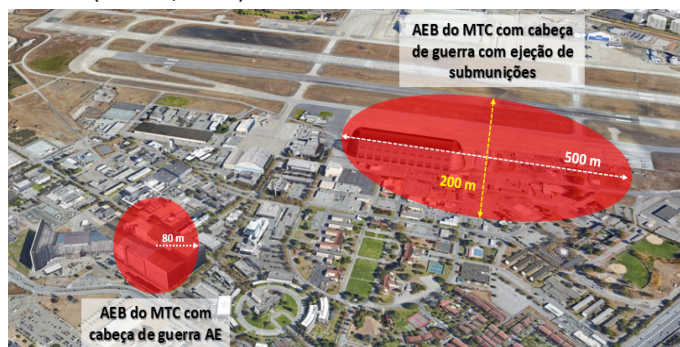 AEB do MTC com cabeça
de guerra com ejeção de
submunições
500 m
200 m
80 m
AEB do MTC com
cabeça de guerra AE